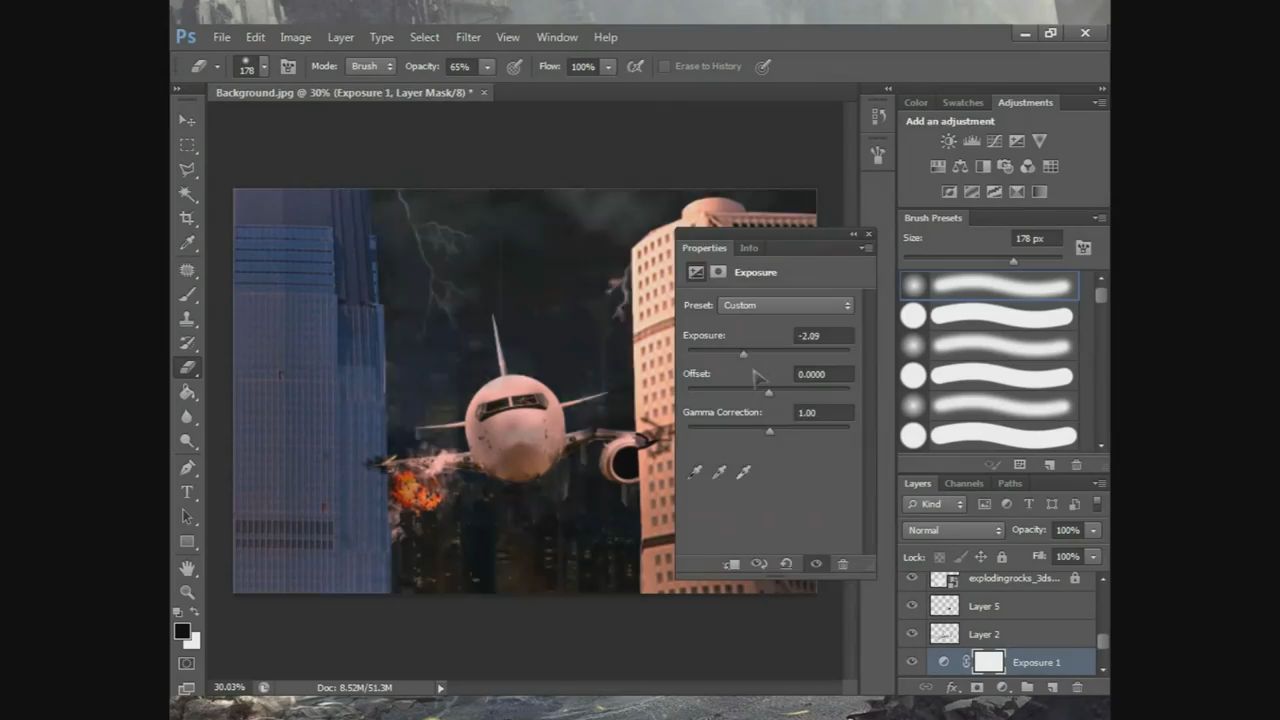 Ps File Edit Image Layer Type Select Filter View Window Help
178 Mode: Brush Opacity: 65% Flow: 100% Erase to History
Background.jpg @ 30% (Exposure 1, Layer Mask/8) *
Color Swatches Adjustments
Add an adjustment
Brush Presets
Size: 178 px
Properties Info
Exposure
Preset: Custom
Exposure: -2.09
Offset: 0.0000
Gamma Correction: 1.00
Layers Channels Paths
Kind
Normal Opacity: 100%
Lock: Fill: 100%
explodingrocks_3ds...
Layer 5
Layer 2
Exposure 1
30.03% Doc: 8.52M/51.3M